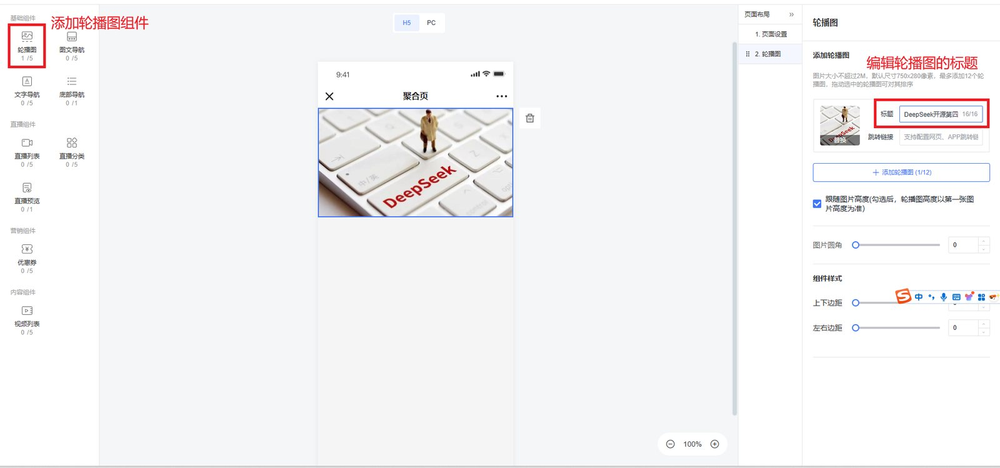 基础组件
添加轮播图组件
轮播图
1 /5
图文导航
0 /5
文字导航
0 /5
底部导航
0 /1
直播组件
直播列表
0 /5
直播分类
0 /5
直播预览
0 /1
营销组件
优惠券
0 /5
内容组件
视频列表
0 /5
H5
PC
9:41
聚合页
中/英
Z
DeepSeek
control
100%
页面布局
1. 页面设置
2. 轮播图
轮播图
添加轮播图
编辑轮播图的标题
图片大小不超过2M，默认尺寸750x280像素，最多添加12个轮
播图，拖动选中的轮播图可对其排序
DeepSeek
替换
标题
DeepSeek开源第四
16/16
跳转链接
支持配置网页、APP跳转链
添加轮播图 (1/12)
跟随图片高度(勾选后，轮播图高度以第一张图
片高度为准)
图片圆角
0
组件样式
S
中
上下边距
左右边距
0